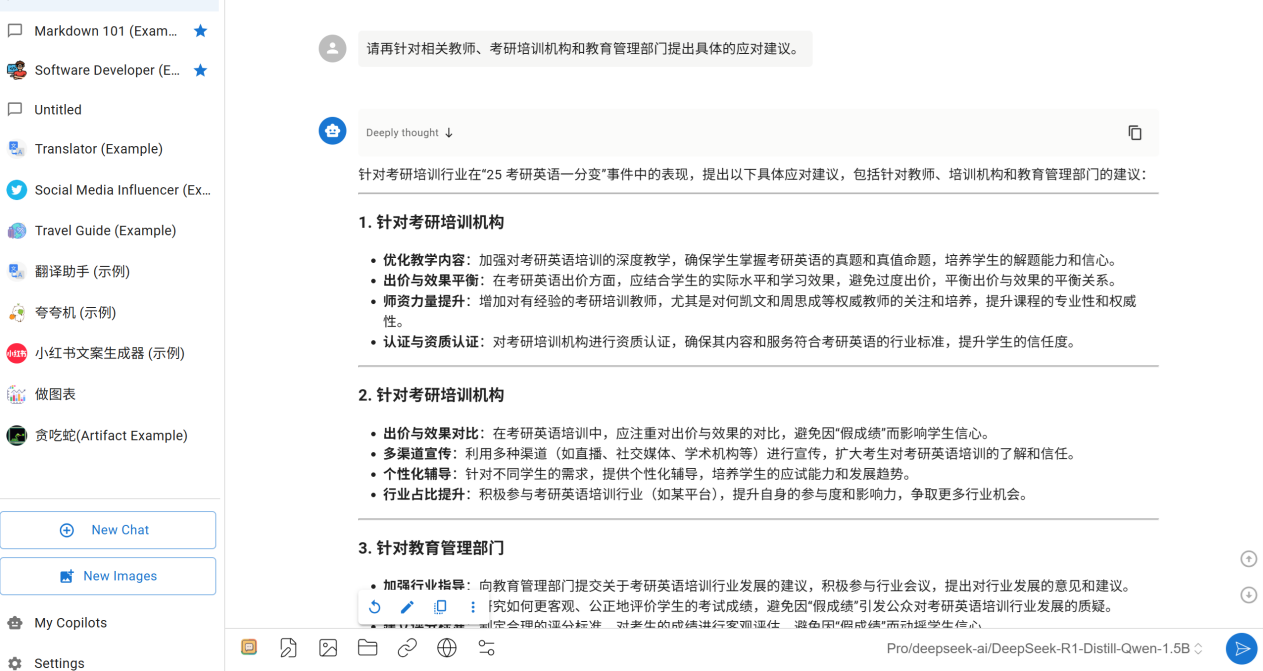 Markdown 101 (Exam...
Software Developer (E...
Untitled
Translator (Example)
Social Media Influencer (Ex...
Travel Guide (Example)
翻译助手 (示例)
夸夸机 (示例)
小红书
小红书文案生成器 (示例)
做图表
贪吃蛇(Artifact Example)
New Chat
New Images
My Copilots
Settings
请再针对相关教师、考研培训机构和教育管理部门提出具体的应对建议。
Deeply thought
针对考研培训行业在“25 考研英语一分变”事件中的表现，提出以下具体应对建议，包括针对教师、培训机构和教育管理部门的建议：
1. 针对考研培训机构
• 优化教学内容：加强对考研英语培训的深度教学，确保学生掌握考研英语的真题和真值命题，培养学生的解题能力和信心。
• 出价与效果平衡：在考研英语出价方面，应结合学生的实际水平和学习效果，避免过度出价，平衡出价与效果的平衡关系。
• 师资力量提升：增加对有经验的考研培训教师，尤其是对何凯文和周思成等权威教师的关注和培养，提升课程的专业性和权威
性。
• 认证与资质认证：对考研培训机构进行资质认证，确保其内容和服务符合考研英语的行业标准，提升学生的信任度。
2. 针对考研培训机构
• 出价与效果对比：在考研英语培训中，应注重对出价与效果的对比，避免因“假成绩”而影响学生信心。
• 多渠道宣传：利用多种渠道（如直播、社交媒体、学术机构等）进行宣传，扩大考生对考研英语培训的了解和信任。
• 个性化辅导：针对不同学生的需求，提供个性化辅导，培养学生的应试能力和发展趋势。
• 行业占比提升：积极参与考研英语培训行业（如某平台），提升自身的参与度和影响力，争取更多行业机会。
3. 针对教育管理部门
• 加强行业指导：向教育管理部门提交关于考研英语培训行业发展的建议，积极参与行业会议，提出对行业发展的意见和建议。
研究如何更客观、公正地评价学生的考试成绩，避免因“假成绩”引发公众对考研英语培训行业发展的质疑。
制定合理的评分标准，对考生的成绩进行客观评估，避免因“假成绩”而动摇学生信心
Pro/deepseek-ai/DeepSeek-R1-Distill-Qwen-1.5B